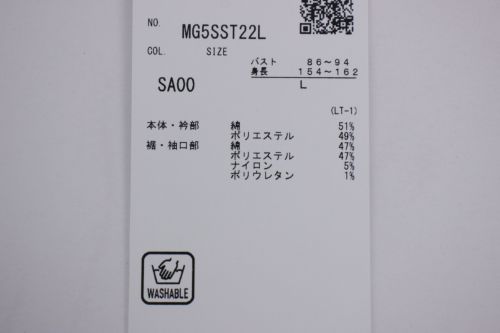 NO. MG5SST22L
COL. SIZE
バスト 86～94
身長 154～162
SA00 L
(LT-1)
本体・衿部 綿 51%
ポリエステル 49%
裾・袖口部 綿 47%
ポリエステル 47%
ナイロン 5%
ポリウレタン 1%
WASHABLE